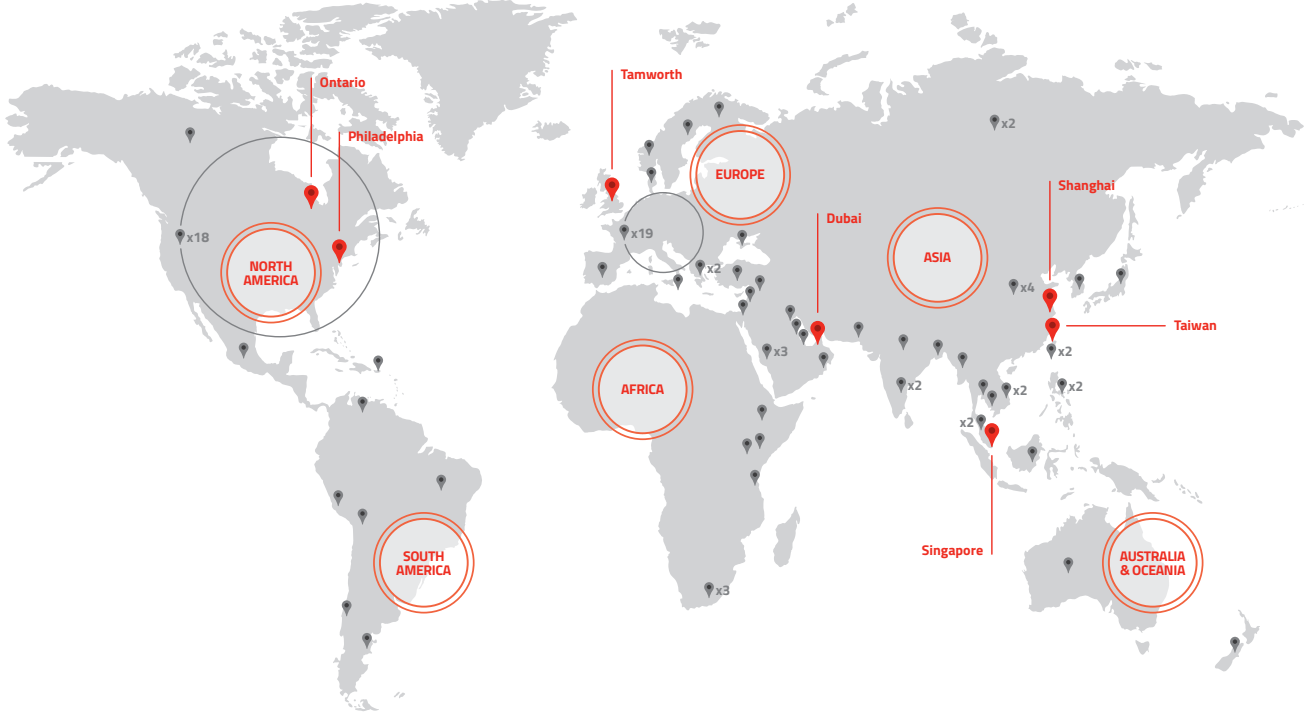 Ontario
Tamworth
x2
Philadelphia
EUROPE
Shanghai
Dubai
x18
x19
NORTH
AMERICA
ASIA
x2
x4
Taiwan
x3
x2
AFRICA
x2
x2
x2
x2
Singapore
SOUTH
AMERICA
AUSTRALIA
& OCEANIA
x3